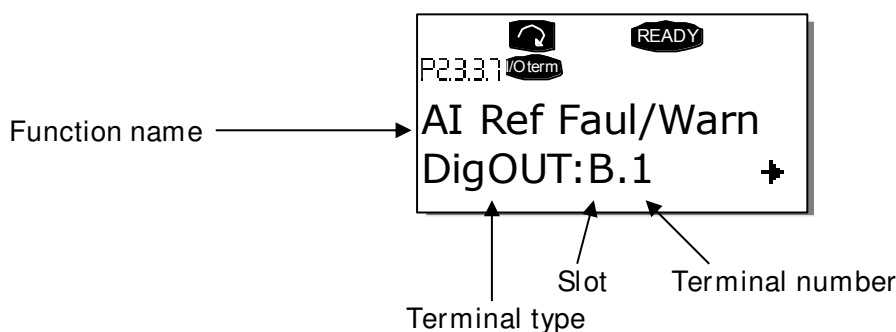 READY
P2.3.3.7 I/Oterm
Function name
AI Ref Faul/Warn
DigOUT:B.1
Slot
Terminal number
Terminal type